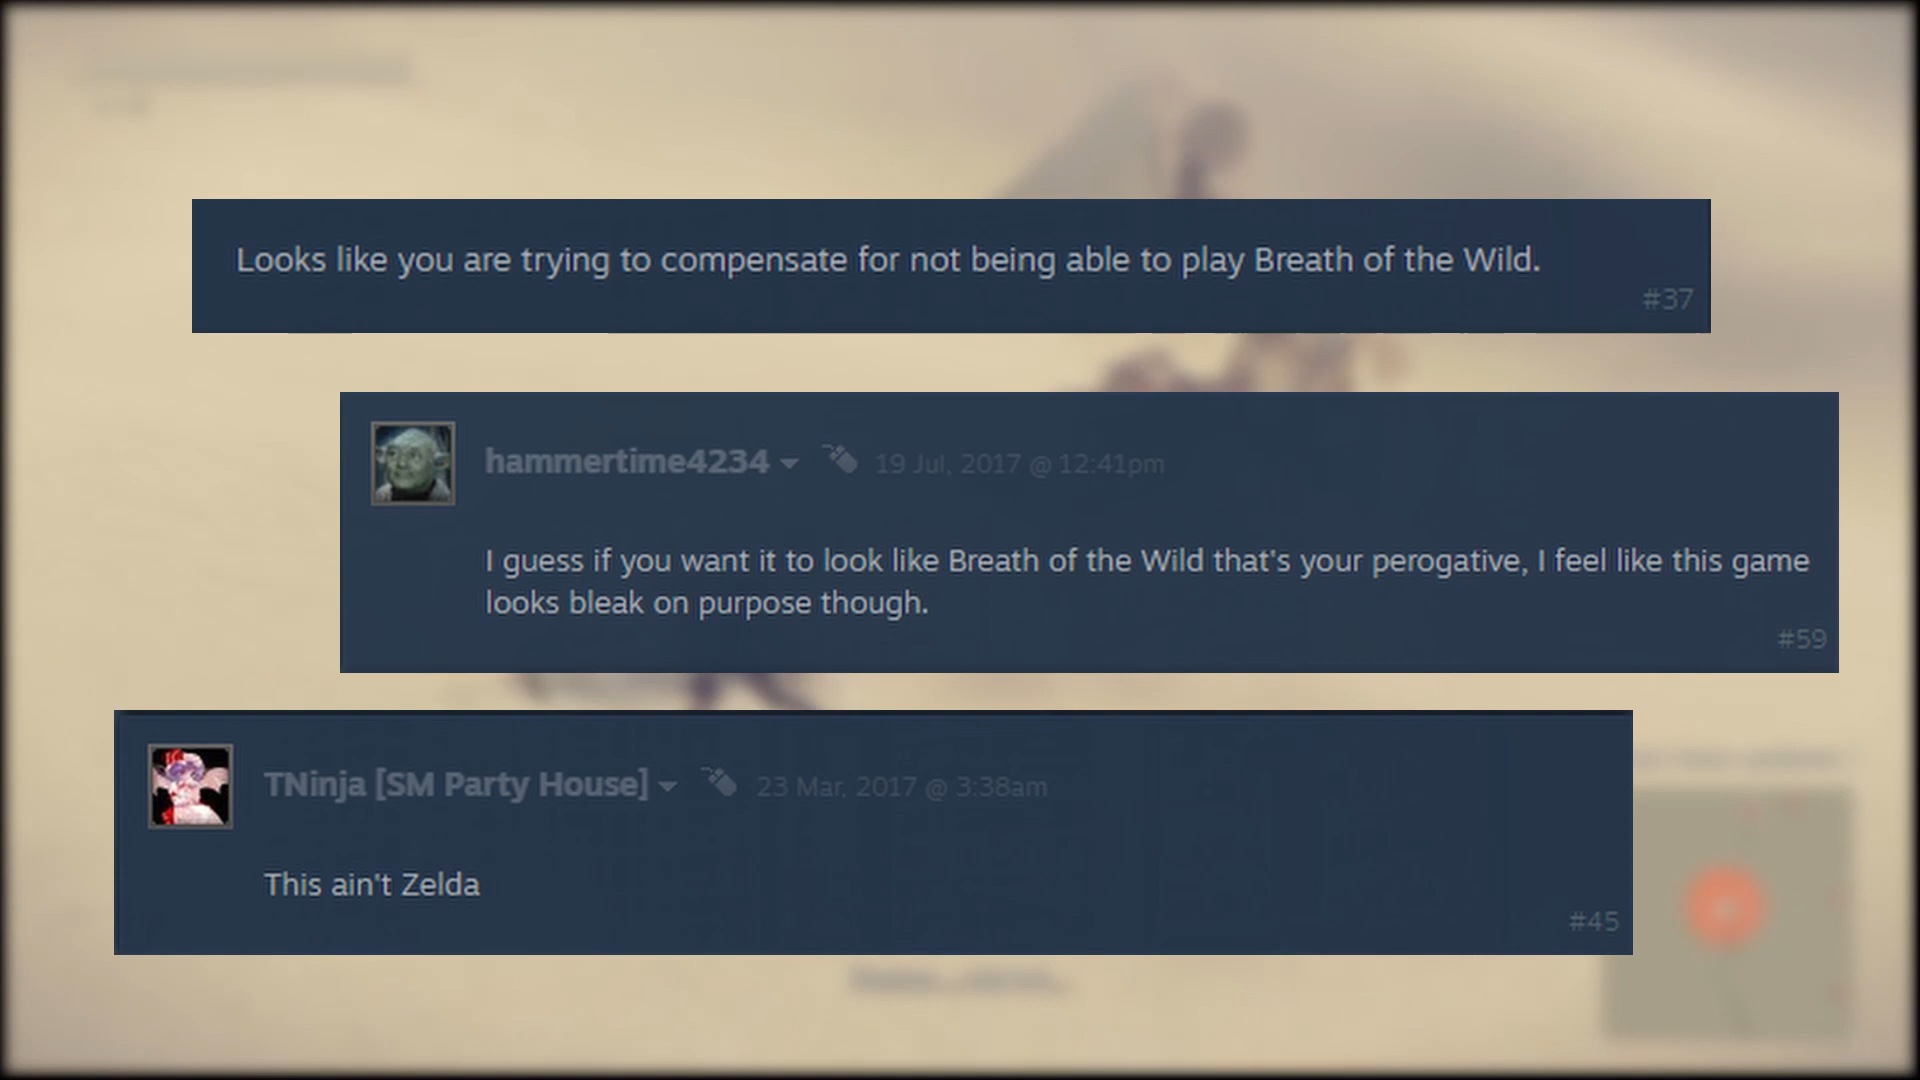 Looks like you are trying to compensate for not being able to play Breath of the Wild.
#37
hammertime4234
19 Jul, 2017 @ 12:41pm
I guess if you want it to look like Breath of the Wild that's your perogative, I feel like this game
looks bleak on purpose though.
#59
TNinja [SM Party House]
23 Mar, 2017 @ 3:38am
This ain't Zelda
#45